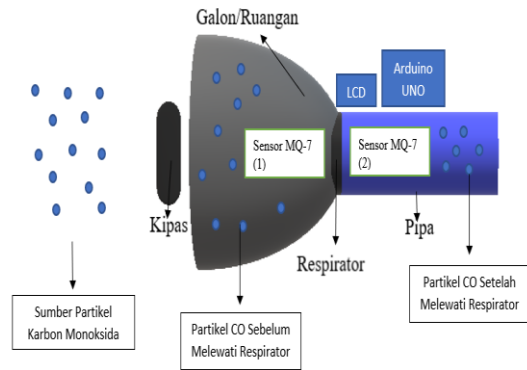 Galon/Ruangan
LCD
Arduino
UNO
Sensor MQ-7
(1)
Sensor MQ-7
(2)
Kipas
Respirator
Pipa
Sumber Partikel
Karbon Monoksida
Partikel CO Sebelum
Melewati Respirator
Partikel CO Setelah
Melewati Respirator